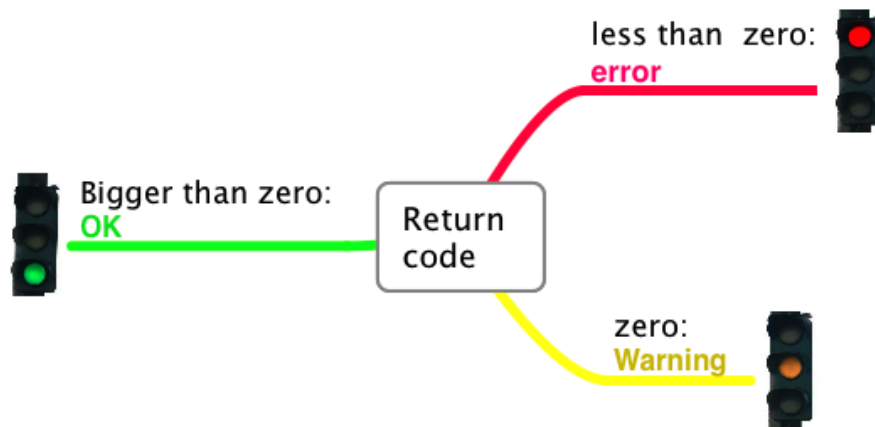 less than zero:
error
Bigger than zero:
OK
Return
code
zero:
Warning